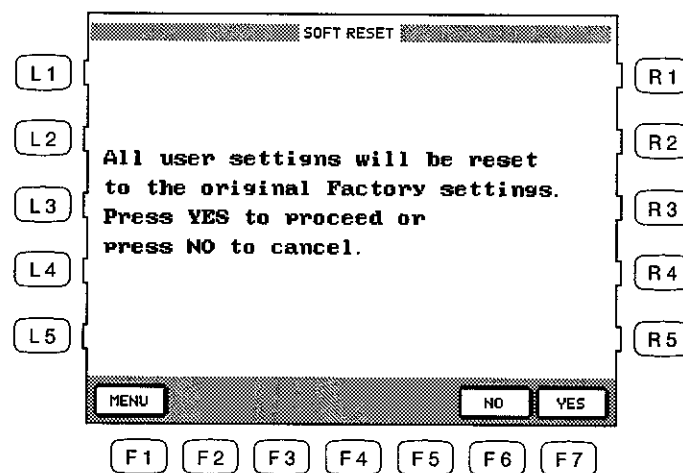 SOFT RESET
L1
R1
L2
R2
All user settigns will be reset
to the original Factory settings.
L3
R3
Press YES to proceed or
press NO to cancel.
L4
R4
L5
R5
MENU NO YES
F1 F2 F3 F4 F5 F6 F7